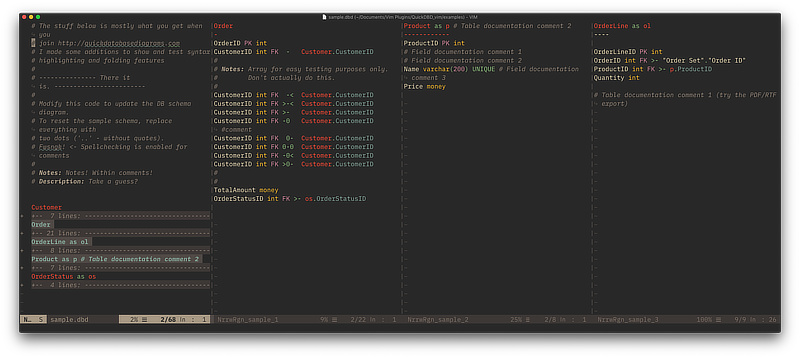 sample.dbd (~/Documents/Vim Plugins/QuickDBD.vim/examples) - VIM
# The stuff below is mostly what you get when
~ you
# join http://quickdatabasediagrams.com
# I made some additions to show and test syntax
# highlighting and folding features
#
# --------------- There it
~ is. ------------------------
#
# Modify this code to update the DB schema
~ diagram.
# To reset the sample schema, replace
~ everything with
# two dots ('..' - without quotes).
# Fasngk! <- Spellchecking is enabled for
~ comments
#
# Notes: Notes! Within comments!
# Description: Take a guess?
Customer
+-- 7 lines: ----------------------------------
Order
+-- 21 lines: ---------------------------------
OrderLine as ol
+-- 8 lines: ----------------------------------
Product as p # Table documentation comment 2
+-- 7 lines: ----------------------------------
OrderStatus as os
+-- 4 lines: ----------------------------------
N… S sample.dbd 2% ☰ 2/68 ln : 1
Order
-
OrderID PK int
CustomerID int FK - Customer.CustomerID
#
# Notes: Array for easy testing purposes only.
# Don't actually do this.
#
CustomerID int FK -< Customer.CustomerID
CustomerID int FK >-< Customer.CustomerID
CustomerID int FK >- Customer.CustomerID
CustomerID int FK -0 Customer.CustomerID
#comment
CustomerID int FK 0- Customer.CustomerID
CustomerID int FK 0-0 Customer.CustomerID
CustomerID int FK -0< Customer.CustomerID
CustomerID int FK >0- Customer.CustomerID
#
#
TotalAmount money
OrderStatusID int FK >- os.OrderStatusID
NrrwRgn_sample_1 9% ☰ 2/22 ln : 1
Product as p # Table documentation comment 2
------------
ProductID PK int
# Field documentation comment 1
# Field documentation comment 2
Name varchar(200) UNIQUE # Field documentation
~ comment 3
Price money
NrrwRgn_sample_2 25% ☰ 2/8 ln : 1
OrderLine as ol
----
OrderLineID PK int
OrderID int FK >- "Order Set"."Order ID"
ProductID int FK >- p.ProductID
Quantity int
# Table documentation comment 1 (try the PDF/RTF
~ export)
NrrwRgn_sample_3 100% ☰ 9/9 ln : 26